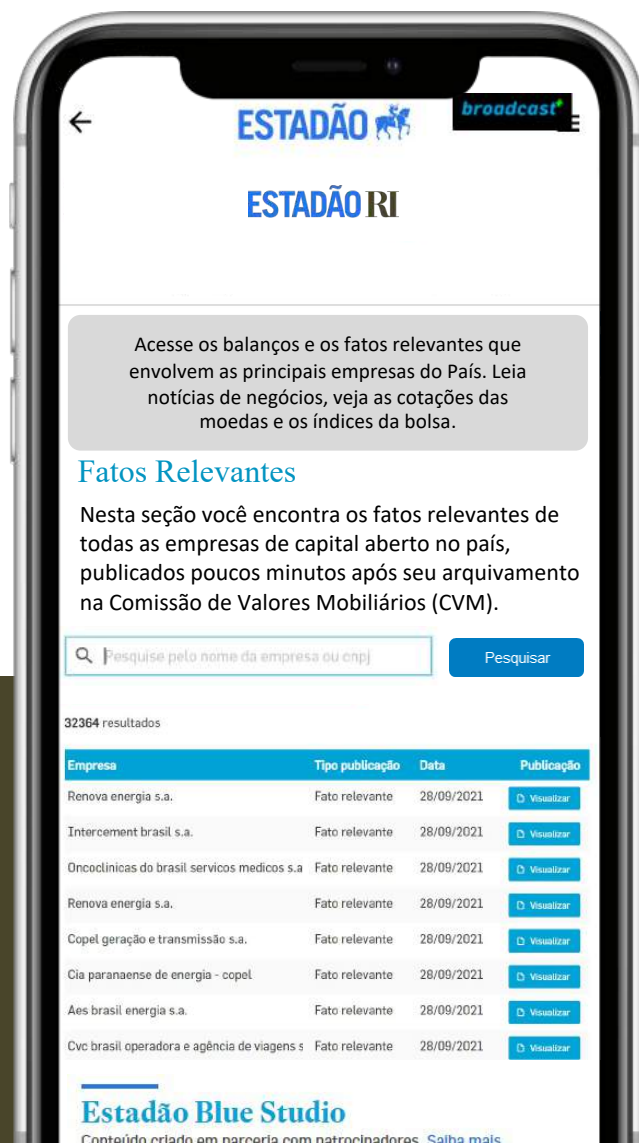 ESTADÃO
broadcast+
ESTADÃO RI
Acesse os balanços e os fatos relevantes que
envolvem as principais empresas do País. Leia
notícias de negócios, veja as cotações das
moedas e os índices da bolsa.
Fatos Relevantes
Nesta seção você encontra os fatos relevantes de
todas as empresas de capital aberto no país,
publicados poucos minutos após seu arquivamento
na Comissão de Valores Mobiliários (CVM).
Pesquise pelo nome da empresa ou cnpj
Pesquisar
32364 resultados
Empresa Tipo publicação Data Publicação
Renova energia s.a. Fato relevante 28/09/2021 Visualizar
Intercement brasil s.a. Fato relevante 28/09/2021 Visualizar
Oncoclinicas do brasil servicos medicos s.a Fato relevante 28/09/2021 Visualizar
Renova energia s.a. Fato relevante 28/09/2021 Visualizar
Copel geração e transmissão s.a. Fato relevante 28/09/2021 Visualizar
Cia paranaense de energia - copel Fato relevante 28/09/2021 Visualizar
Aes brasil energia s.a. Fato relevante 28/09/2021 Visualizar
Cvc brasil operadora e agência de viagens s Fato relevante 28/09/2021 Visualizar
Estadão Blue Studio
Conteúdo criado em parceria com patrocinadores. Saiba mais